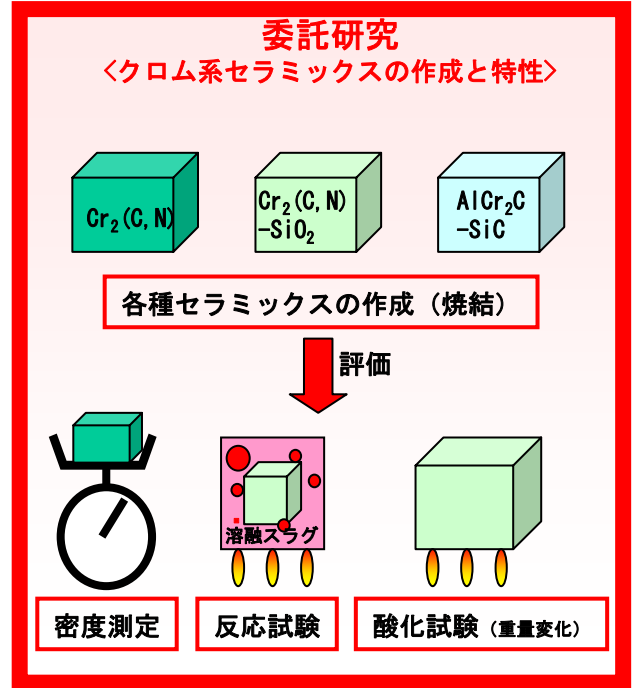 委託研究
<クロム系セラミックスの作成と特性>
Cr₂(C,N)
Cr₂(C,N)
-SiO₂
AlCr₂C
-SiC
各種セラミックスの作成（焼結）
評価
溶融スラグ
密度測定
反応試験
酸化試験（重量変化）